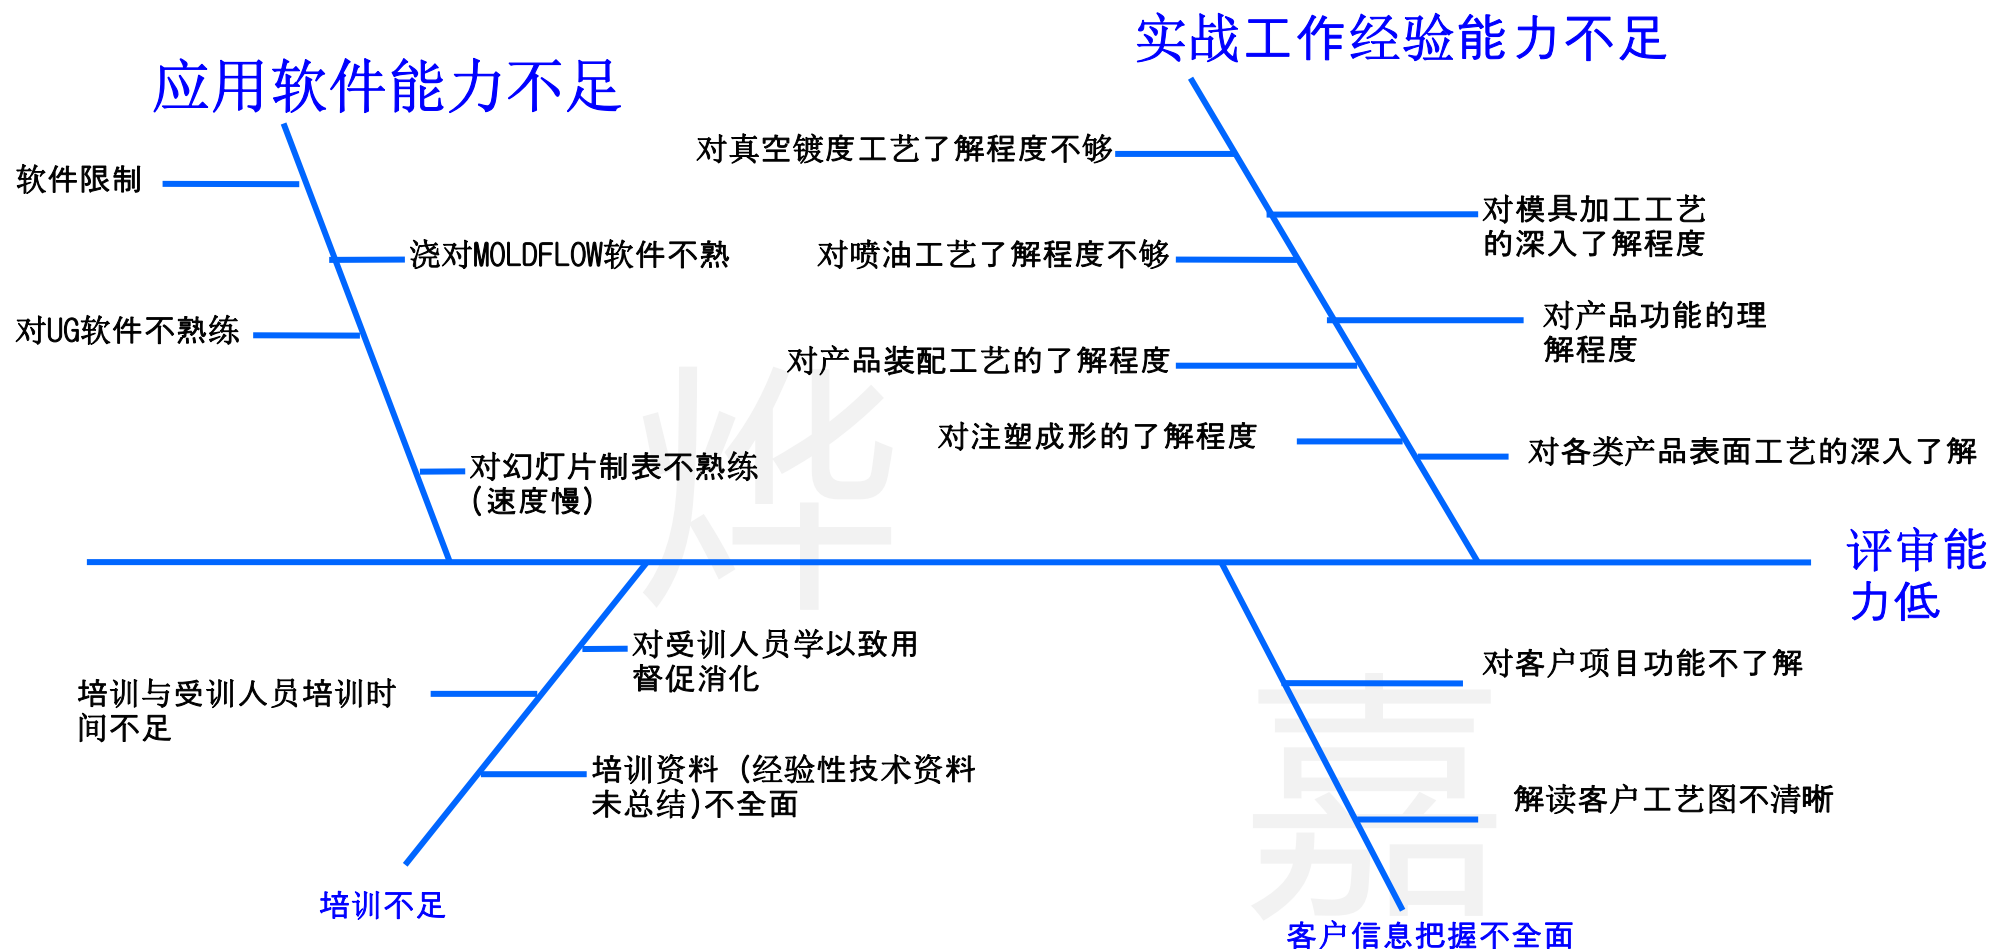 实战工作经验能力不足
应用软件能力不足
对真空镀度工艺了解程度不够
软件限制
对模具加工工艺
的深入了解程度
浇对MOLDFLOW软件不熟
对喷油工艺了解程度不够
对UG软件不熟练
对产品功能的理
解程度
对产品装配工艺的了解程度
对注塑成形的了解程度
对各类产品表面工艺的深入了解
对幻灯片制表不熟练
(速度慢)
烨
评审能
力低
对受训人员学以致用
督促消化
对客户项目功能不了解
培训与受训人员培训时
间不足
嘉
培训资料 (经验性技术资料
未总结)不全面
解读客户工艺图不清晰
培训不足
客户信息把握不全面